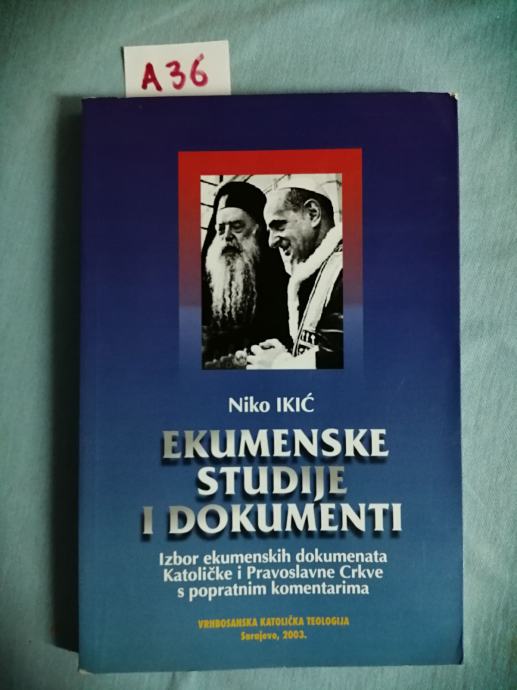 A36
Niko IKIĆ
EKUMENSKE
STUDIJE
I DOKUMENTI
Izbor ekumenskih dokumenata
Katoličke i Pravoslavne Crkve
s popratnim komentarima
VRHBOSANSKA KATOLIČKA TEOLOGIJA
Sarajevo, 2003.